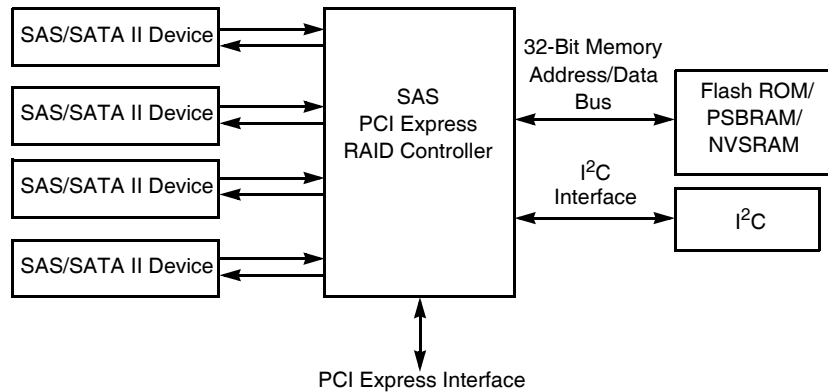 SAS/SATA II Device
SAS/SATA II Device
SAS/SATA II Device
SAS/SATA II Device
SAS
PCI Express
RAID Controller
32-Bit Memory
Address/Data
Bus
I²C
Interface
Flash ROM/
PSBRAM/
NVSRAM
I²C
PCI Express Interface